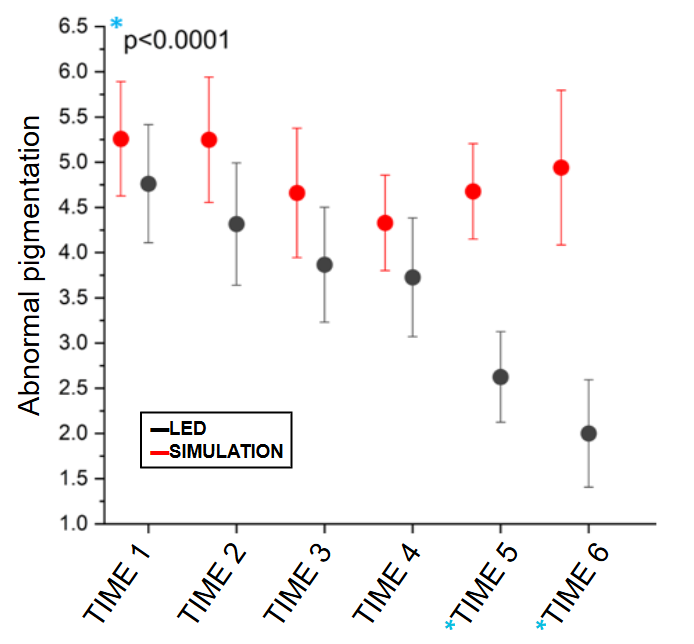 6.5
* p<0.0001
6.0
5.5
5.0
4.5
4.0
3.5
3.0
2.5
2.0
1.5
1.0
Abnormal pigmentation
LED
SIMULATION
TIME 1
TIME 2
TIME 3
TIME 4
*TIME 5
*TIME 6